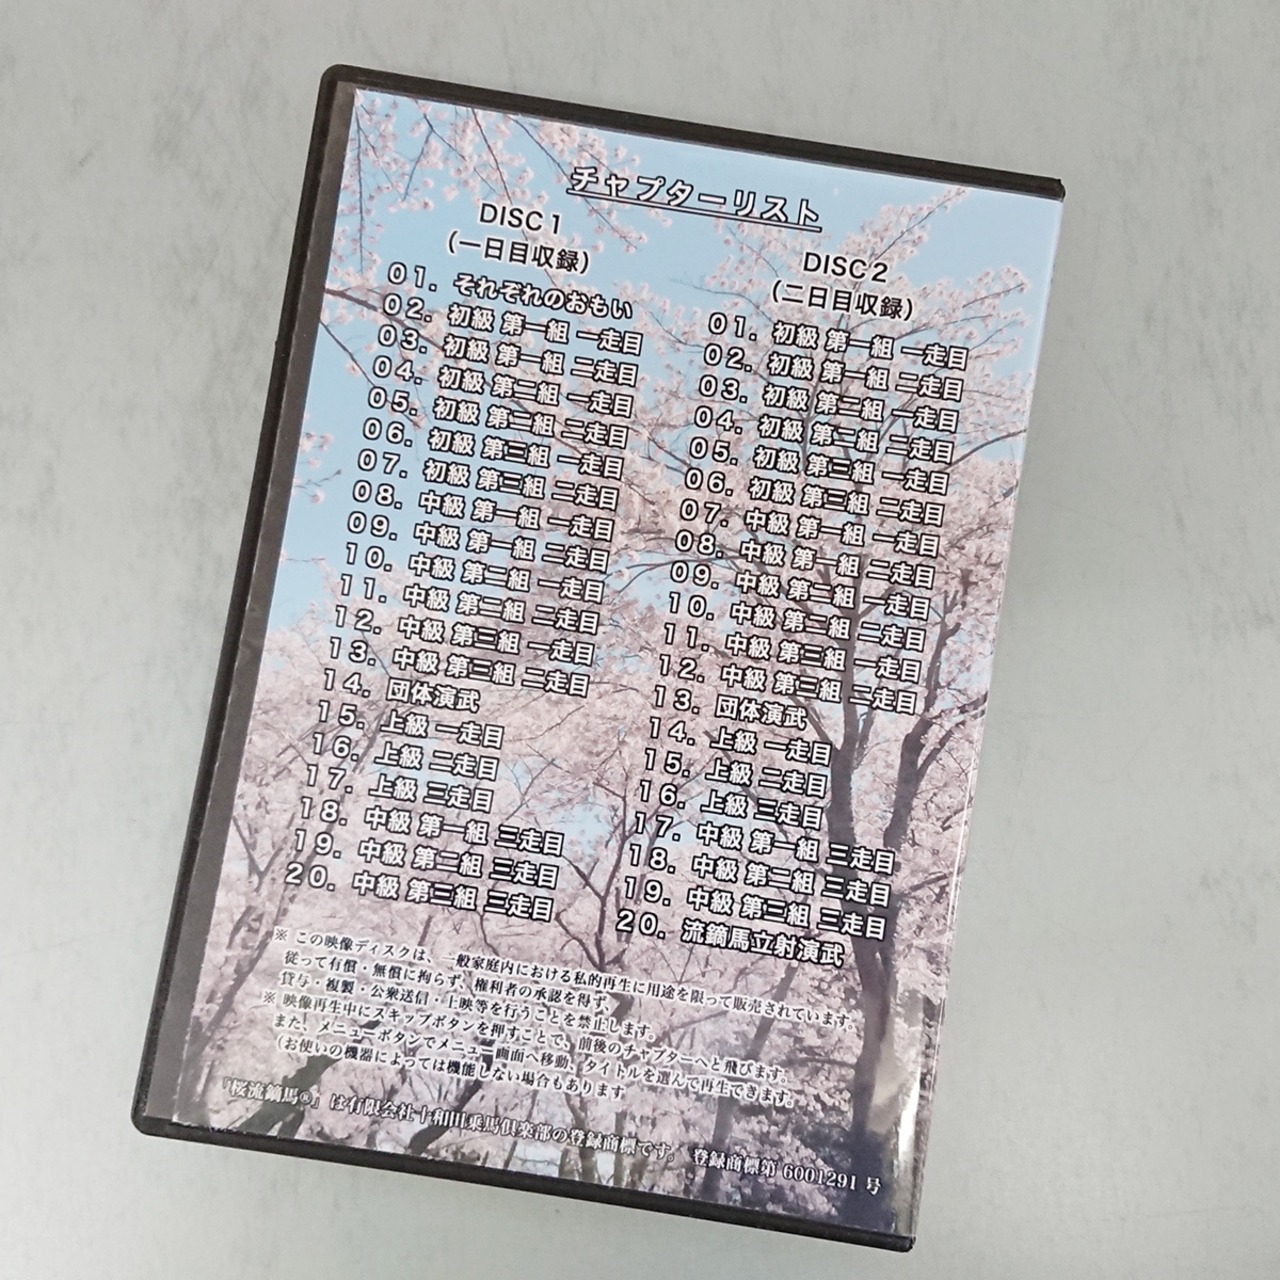 チャプターリスト
DISC1
(一日目収録)
01. それぞれのおもい
02. 初級 第一組 一走目
03. 初級 第一組 二走目
04. 初級 第二組 一走目
05. 初級 第二組 二走目
06. 初級 第三組 一走目
07. 初級 第三組 二走目
08. 中級 第一組 一走目
09. 中級 第一組 二走目
10. 中級 第二組 一走目
11. 中級 第二組 二走目
12. 中級 第三組 一走目
13. 中級 第三組 二走目
14. 団体演武
15. 上級 一走目
16. 上級 二走目
17. 上級 三走目
18. 中級 第一組 三走目
19. 中級 第二組 三走目
20. 中級 第三組 三走目
DISC2
(二日目収録)
01. 初級 第一組 一走目
02. 初級 第一組 二走目
03. 初級 第二組 一走目
04. 初級 第二組 二走目
05. 初級 第三組 一走目
06. 初級 第三組 二走目
07. 中級 第一組 一走目
08. 中級 第一組 二走目
09. 中級 第二組 一走目
10. 中級 第二組 二走目
11. 中級 第三組 一走目
12. 中級 第三組 二走目
13. 団体演武
14. 上級 一走目
15. 上級 二走目
16. 上級 三走目
17. 中級 第一組 三走目
18. 中級 第二組 三走目
19. 中級 第三組 三走目
20. 流鏑馬立射演武
※ この映像ディスクは、一般家庭内における私的再生に用途を限って販売されています。
従って有償・無償に拘らず、権利者の承認を得ず、
貸与・複製・公衆送信・上映等を行うことを禁止します。
※ 映像再生中にスキップボタンを押すことで、前後のチャプターへと飛びます。
また、メニューボタンでメニュー画面へ移動、タイトルを選んで再生できます。
(お使いの機器によっては機能しない場合もあります
「桜流鏑馬®」は有限会社十和田乗馬倶楽部の登録商標です。 登録商標第 6001291 号